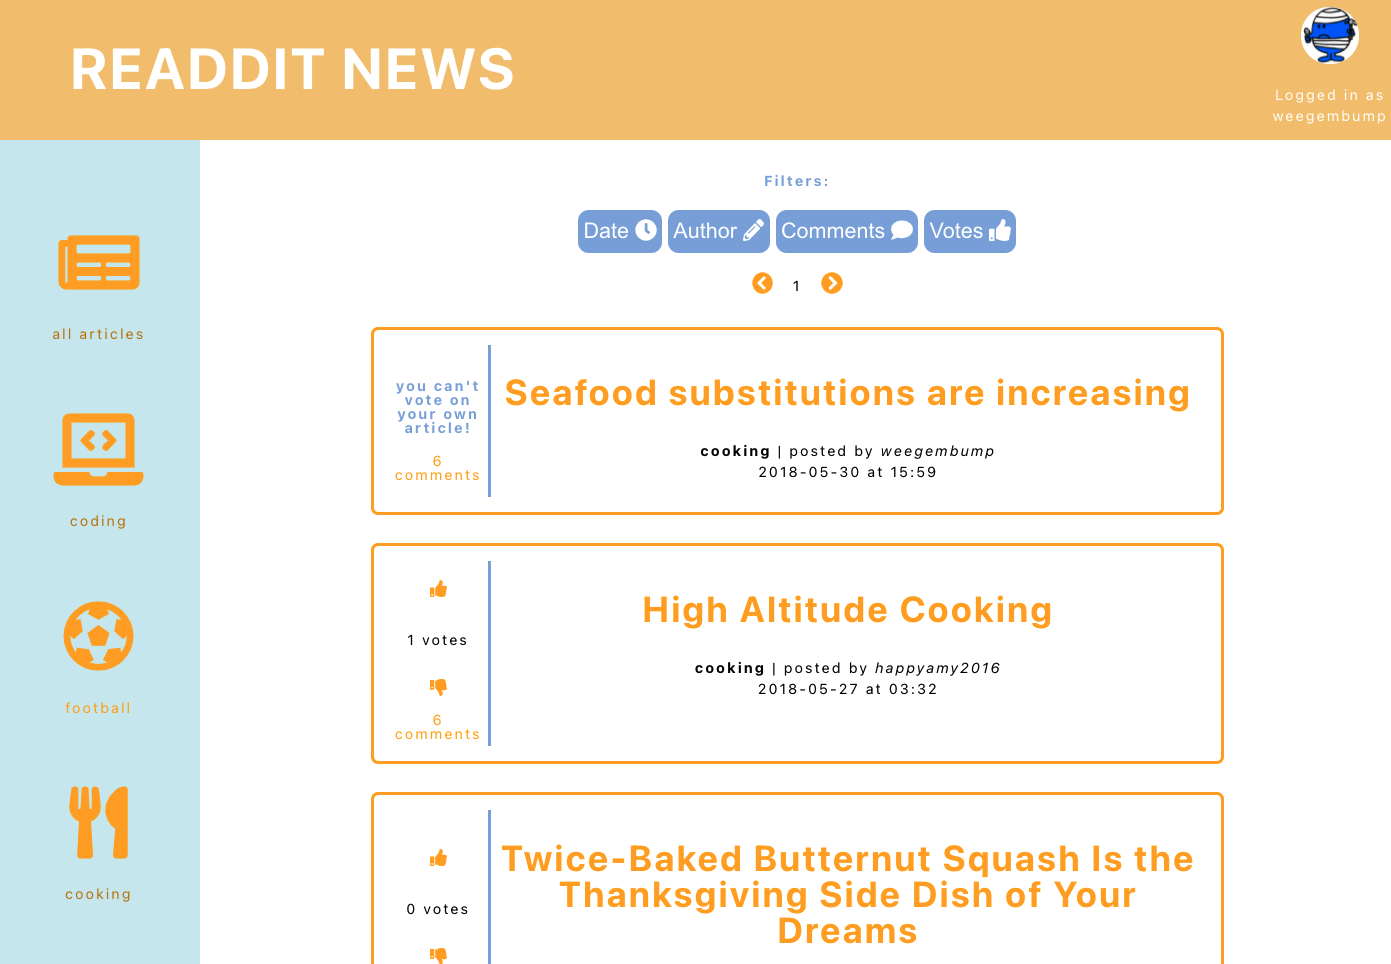 READDIT NEWS
Logged in as
weegembump
all articles
coding
football
cooking
Filters:
Date
Author
Comments
Votes
1
you can't
vote on
your own
article!
6
comments
Seafood substitutions are increasing
cooking | posted by weegembump
2018-05-30 at 15:59
1 votes
6
comments
High Altitude Cooking
cooking | posted by happyamy2016
2018-05-27 at 03:32
0 votes
Twice-Baked Butternut Squash Is the
Thanksgiving Side Dish of Your
Dreams